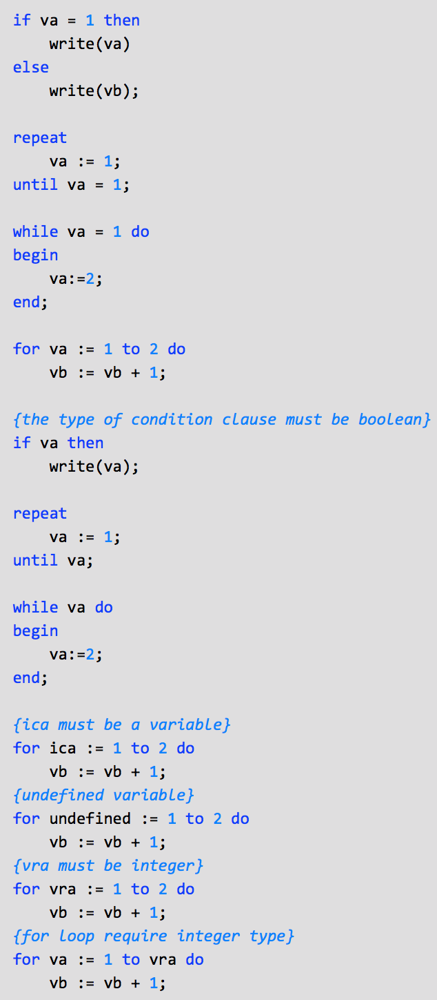 if va = 1 then
    write(va)
else
    write(vb);

repeat
    va := 1;
until va = 1;

while va = 1 do
begin
    va:=2;
end;

for va := 1 to 2 do
    vb := vb + 1;

{the type of condition clause must be boolean}
if va then
    write(va);

repeat
    va := 1;
until va;

while va do
begin
    va:=2;
end;

{ica must be a variable}
for ica := 1 to 2 do
    vb := vb + 1;
{undefined variable}
for undefined := 1 to 2 do
    vb := vb + 1;
{vra must be integer}
for vra := 1 to 2 do
    vb := vb + 1;
{for loop require integer type}
for va := 1 to vra do
    vb := vb + 1;